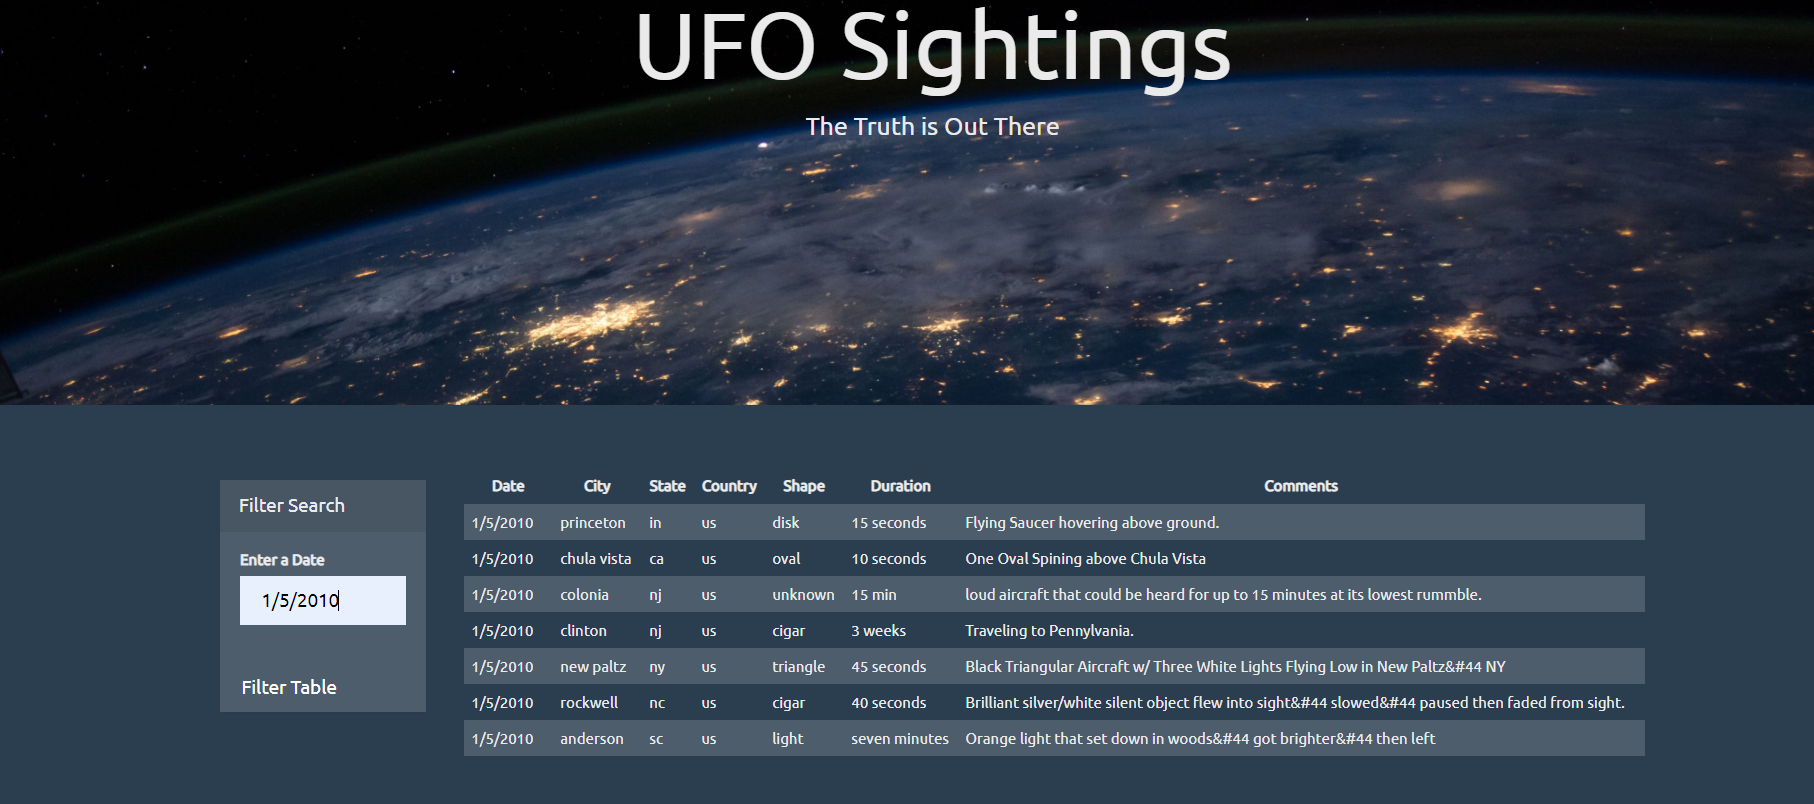 UFO Sightings
The Truth is Out There
Filter Search
Enter a Date
1/5/2010
Filter Table
Date City State Country Shape Duration Comments
1/5/2010 princeton in us disk 15 seconds Flying Saucer hovering above ground.
1/5/2010 chula vista ca us oval 10 seconds One Oval Spining above Chula Vista
1/5/2010 colonia nj us unknown 15 min loud aircraft that could be heard for up to 15 minutes at its lowest rummble.
1/5/2010 clinton nj us cigar 3 weeks Traveling to Pennylvania.
1/5/2010 new paltz ny us triangle 45 seconds Black Triangular Aircraft w/ Three White Lights Flying Low in New Paltz&#44 NY
1/5/2010 rockwell nc us cigar 40 seconds Brilliant silver/white silent object flew into sight&#44 slowed&#44 paused then faded from sight.
1/5/2010 anderson sc us light seven minutes Orange light that set down in woods&#44 got brighter&#44 then left